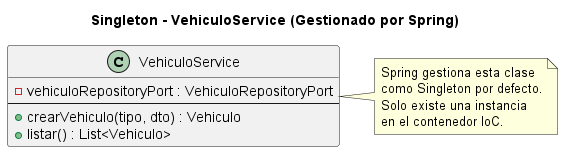 Singleton - VehiculoService (Gestionado por Spring)
C VehiculoService
vehiculoRepositoryPort : VehiculoRepositoryPort
crearVehiculo(tipo, dto) : Vehiculo
listar() : List<Vehiculo>
Spring gestiona esta clase
como Singleton por defecto.
Solo existe una instancia
en el contenedor IoC.